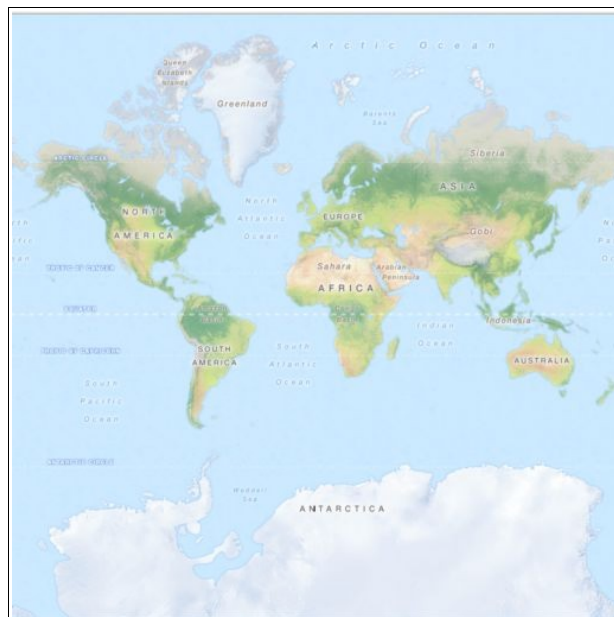 Arctic Ocean
Queen
Elizabeth
Islands
Greenland
Barents
Sea
ARCTIC CIRCLE
Siberia
ASIA
NORTH
AMERICA
North
Atlantic
Ocean
EUROPE
Gobi
Sahara
Arabian
Peninsula
TROPIC OF CANCER
AFRICA
EQUATOR
Indonesia
Indian
Ocean
TROPIC OF CAPRICORN
SOUTH
AMERICA
South
Atlantic
Ocean
AUSTRALIA
South
Pacific
Ocean
ANTARCTIC CIRCLE
Weddell
Sea
ANTARCTICA